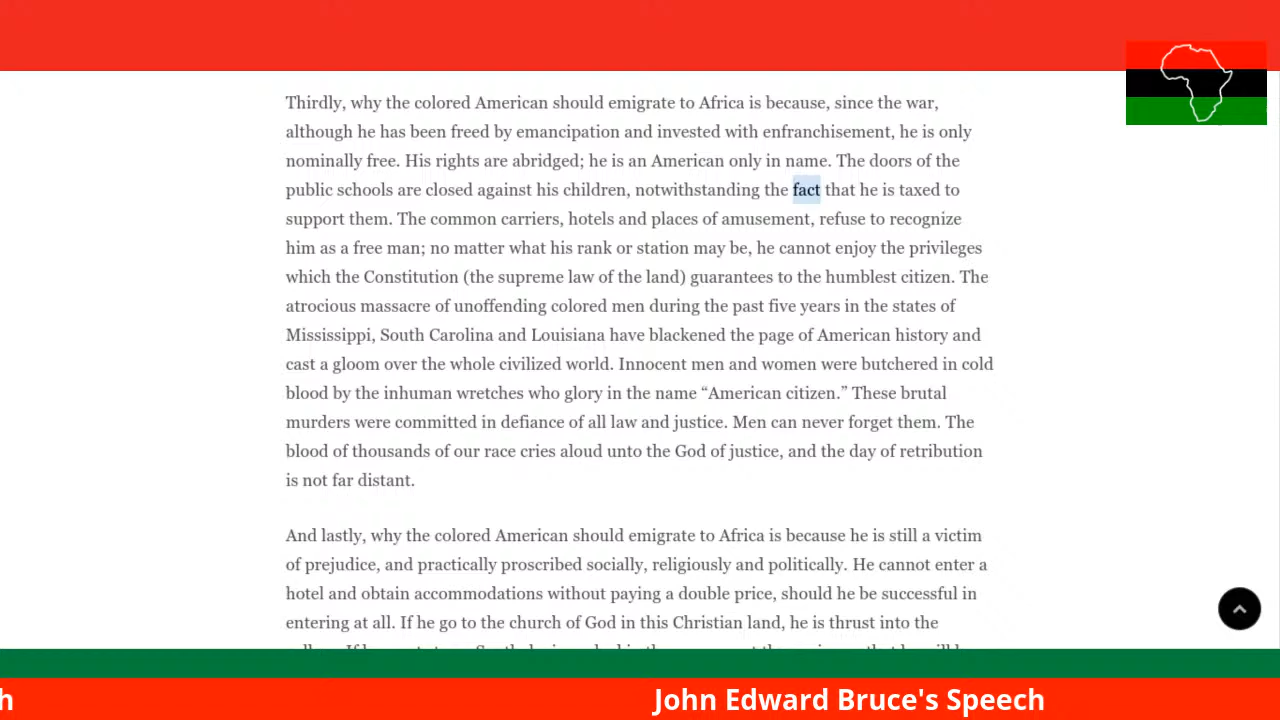 Thirdly, why the colored American should emigrate to Africa is because, since the war,
although he has been freed by emancipation and invested with enfranchisement, he is only
nominally free. His rights are abridged; he is an American only in name. The doors of the
public schools are closed against his children, notwithstanding the fact that he is taxed to
support them. The common carriers, hotels and places of amusement, refuse to recognize
him as a free man; no matter what his rank or station may be, he cannot enjoy the privileges
which the Constitution (the supreme law of the land) guarantees to the humblest citizen. The
atrocious massacre of unoffending colored men during the past five years in the states of
Mississippi, South Carolina and Louisiana have blackened the page of American history and
cast a gloom over the whole civilized world. Innocent men and women were butchered in cold
blood by the inhuman wretches who glory in the name “American citizen.” These brutal
murders were committed in defiance of all law and justice. Men can never forget them. The
blood of thousands of our race cries aloud unto the God of justice, and the day of retribution
is not far distant.
And lastly, why the colored American should emigrate to Africa is because he is still a victim
of prejudice, and practically proscribed socially, religiously and politically. He cannot enter a
hotel and obtain accommodations without paying a double price, should he be successful in
entering at all. If he go to the church of God in this Christian land, he is thrust into the
h John Edward Bruce's Speech